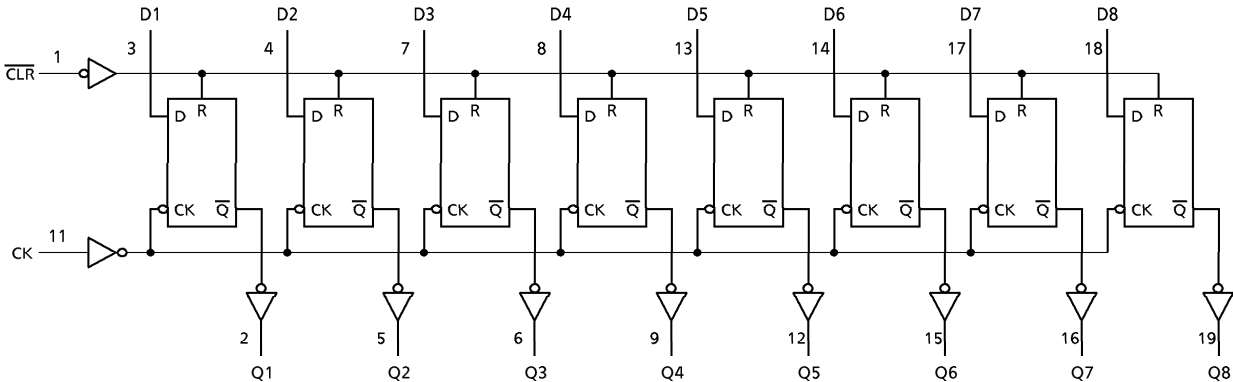 D1 D2 D3 D4 D5 D6 D7 D8
3 4 7 8 13 14 17 18
C̅L̅R̅ 1
R R R R R R R R
D D D D D D D D
CK Q̅ CK Q̅ CK Q̅ CK Q̅ CK Q̅ CK Q̅ CK Q̅ CK Q̅
CK 11
2 5 6 9 12 15 16 19
Q1 Q2 Q3 Q4 Q5 Q6 Q7 Q8